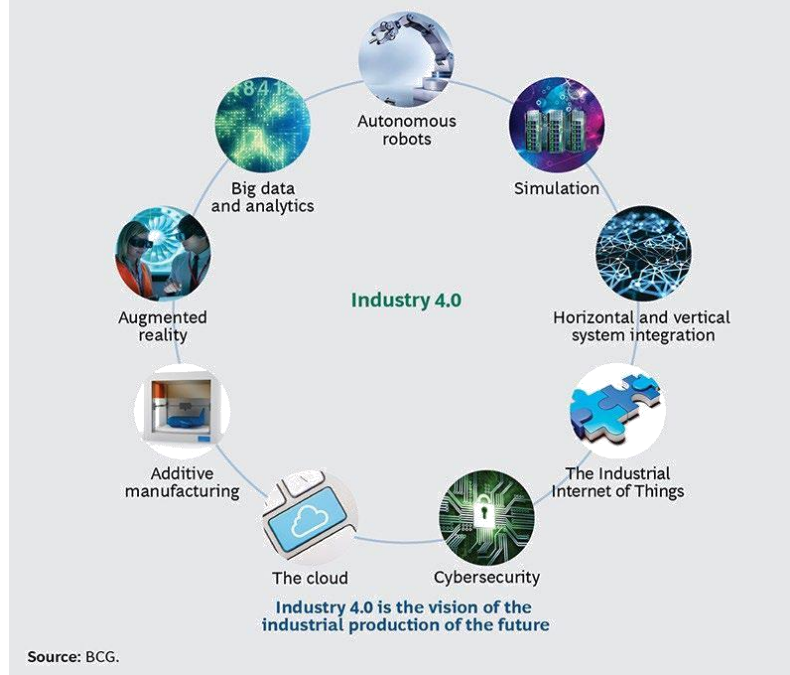 Autonomous
robots
Simulation
Horizontal and vertical
system integration
The Industrial
Internet of Things
Cybersecurity
The cloud
Additive
manufacturing
Augmented
reality
Big data
and analytics
Industry 4.0
Industry 4.0 is the vision of the
industrial production of the future
Source: BCG.